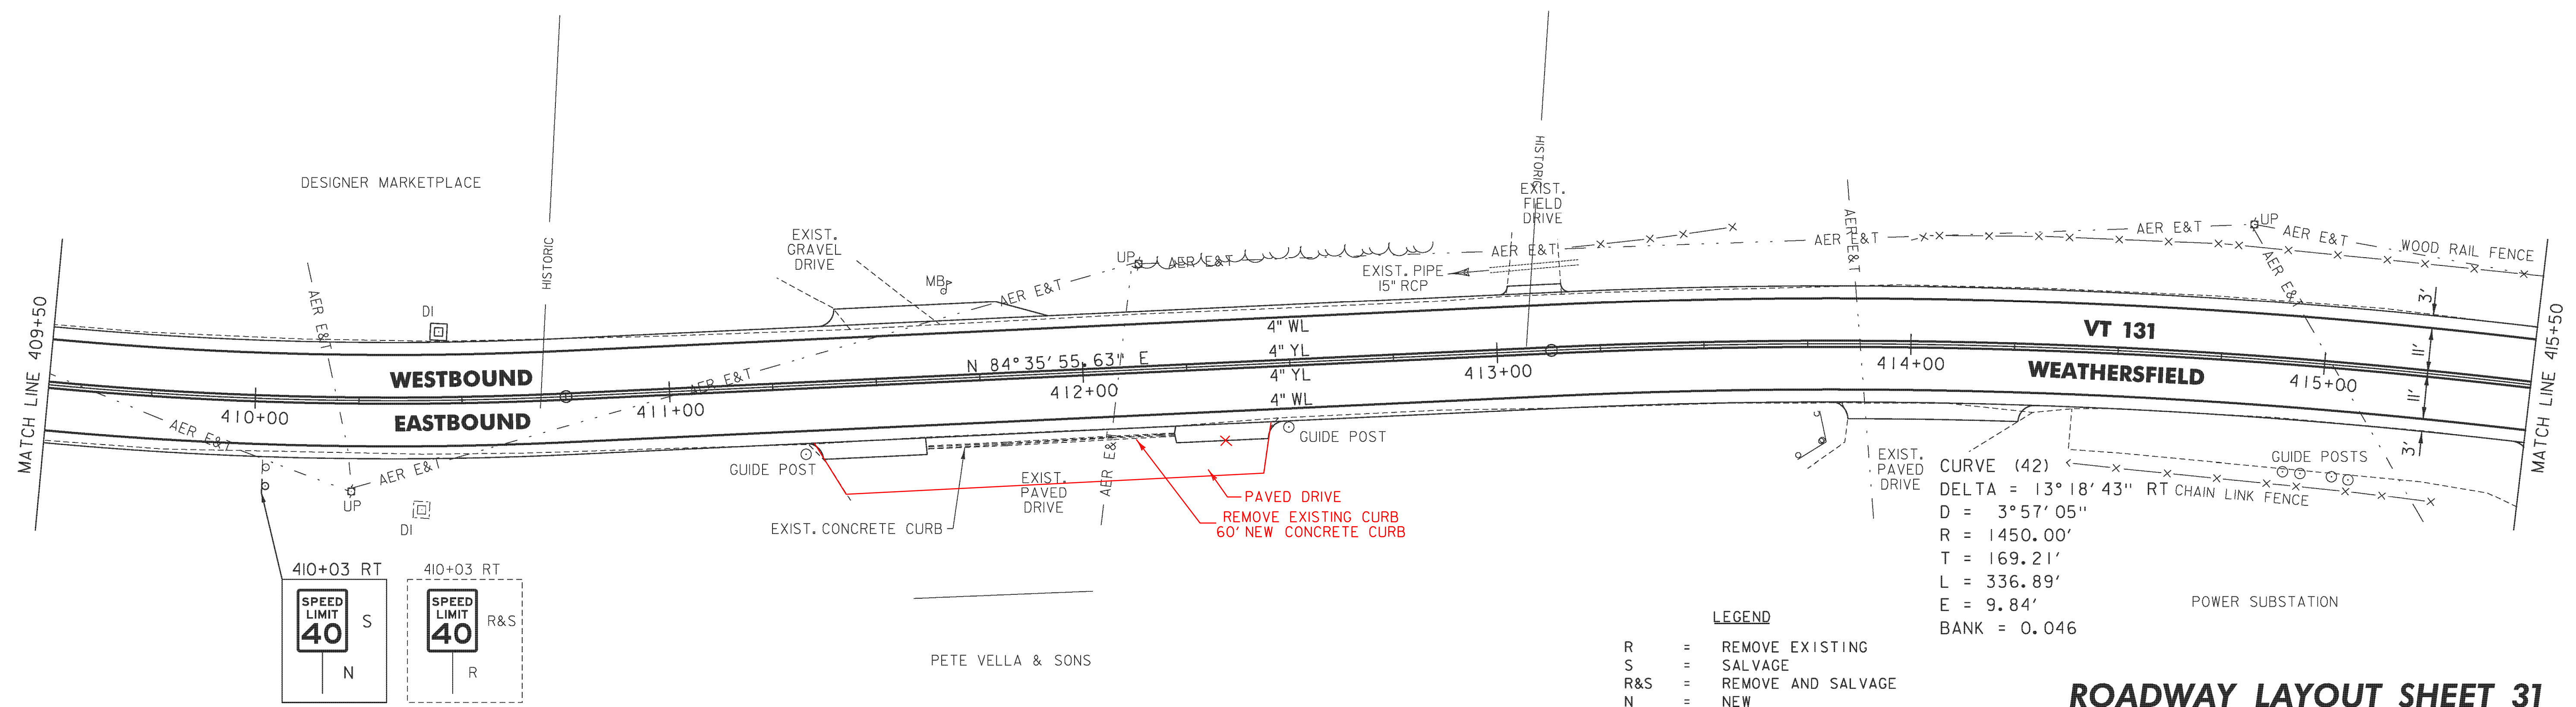 DESIGNER MARKETPLACE
HISTORIC
HISTORIC
EXIST.
FIELD
DRIVE
EXIST.
GRAVEL
DRIVE
MB
UP
AER E&T
AER E&T
AER E&T
AER E&T
AER E&T
UP
AER E&T
WOOD RAIL FENCE
AER E&T
AER E&T
AER E&T
EXIST. PIPE
15" RCP
DI
MATCH LINE 409+50
MATCH LINE 415+50
3'
11'
11'
3'
4" WL
4" YL
4" YL
4" WL
VT 131
WEATHERSFIELD
WESTBOUND
EASTBOUND
N 84°35'55.63" E
AER E&T
410+00
411+00
412+00
413+00
414+00
415+00
AER E&T
AER E&T
AER E&T
UP
DI
GUIDE POST
GUIDE POST
EXIST.
PAVED
DRIVE
EXIST. CONCRETE CURB
PAVED DRIVE
REMOVE EXISTING CURB
60' NEW CONCRETE CURB
EXIST.
PAVED
DRIVE
GUIDE POSTS
CHAIN LINK FENCE
CURVE (42)
DELTA = 13°18'43" RT
D = 3°57'05"
R = 1450.00'
T = 169.21'
L = 336.89'
E = 9.84'
BANK = 0.046
POWER SUBSTATION
410+03 RT
SPEED
LIMIT
40
S
N
410+03 RT
SPEED
LIMIT
40
R&S
R
PETE VELLA & SONS
LEGEND
R = REMOVE EXISTING
S = SALVAGE
R&S = REMOVE AND SALVAGE
N = NEW
ROADWAY LAYOUT SHEET 31